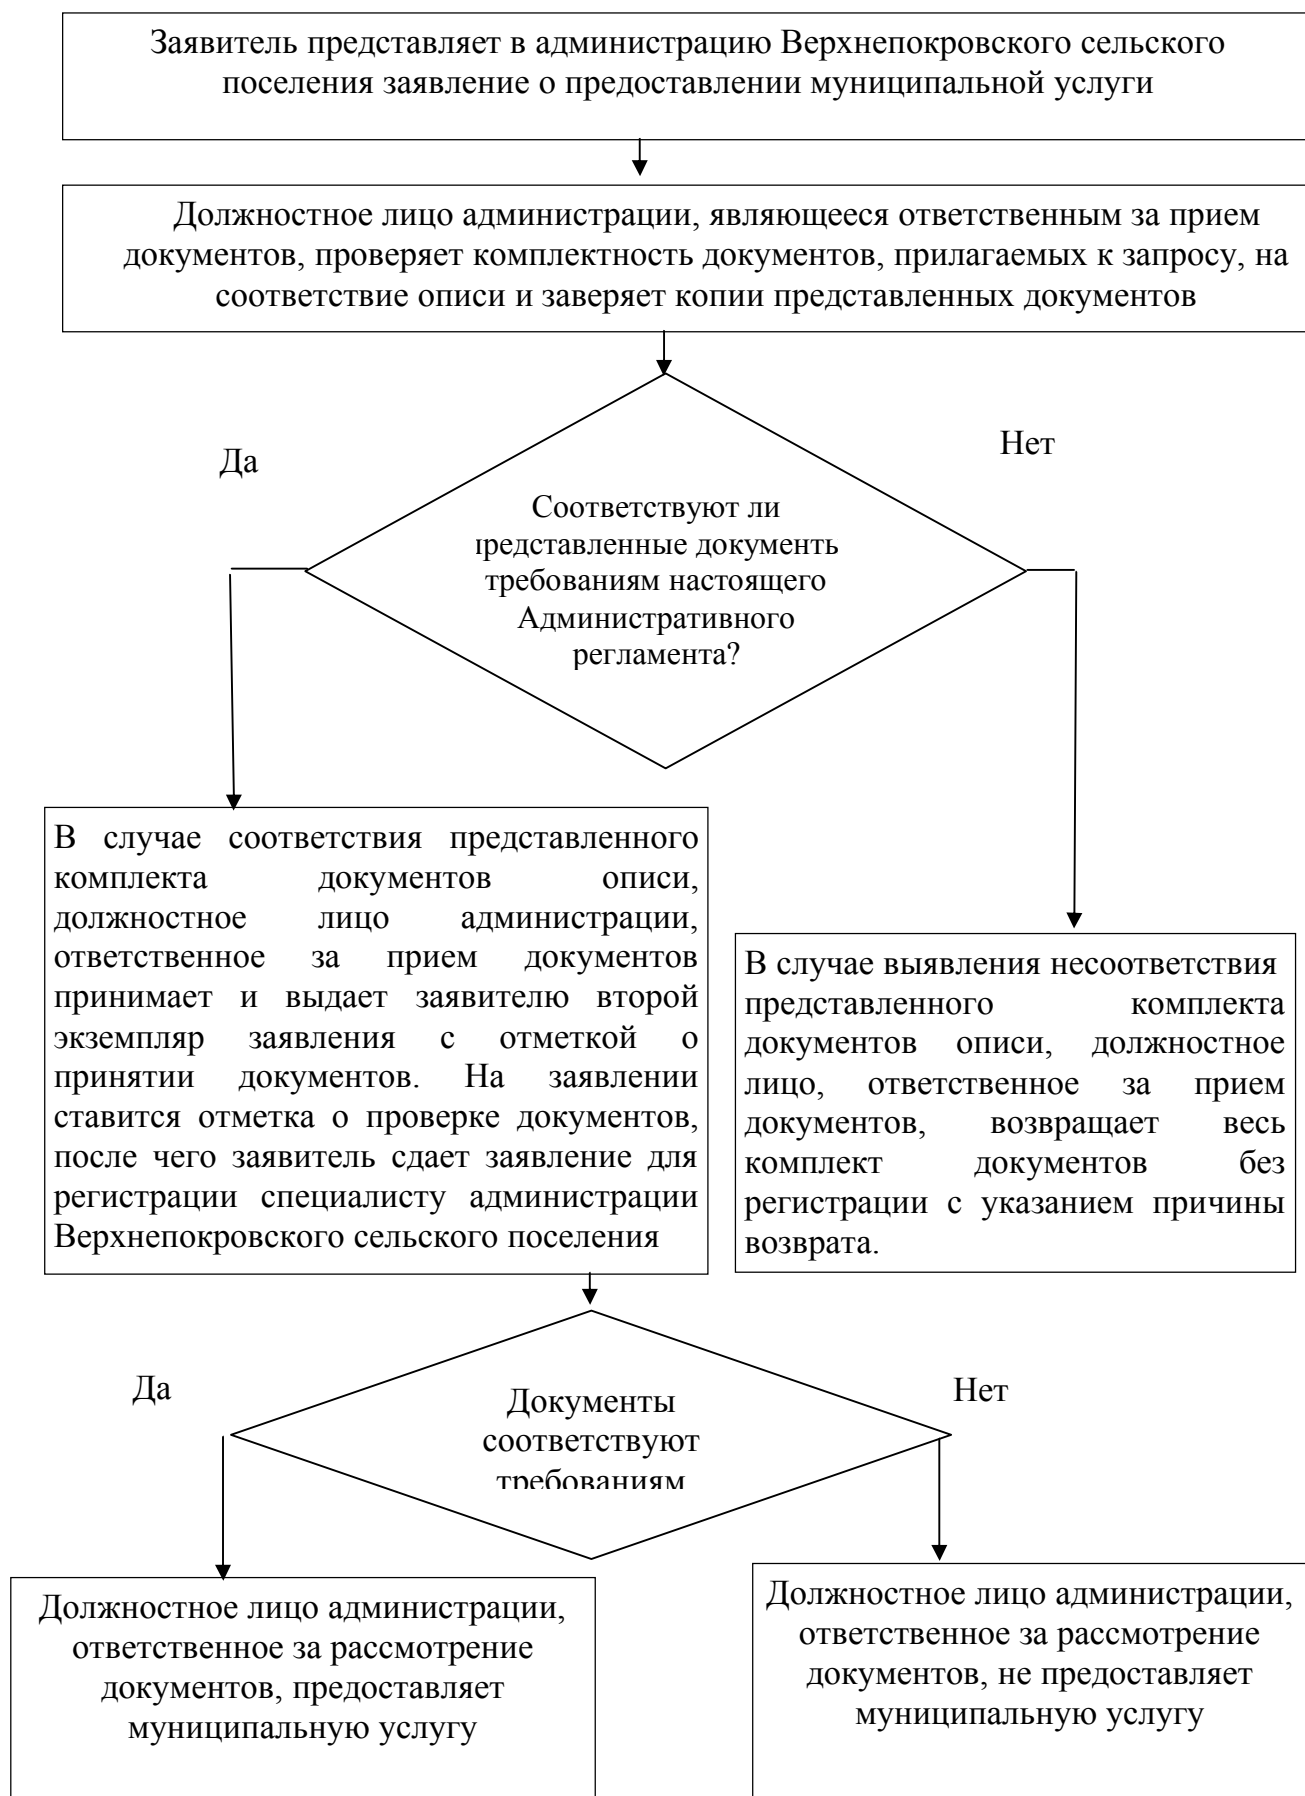 Заявитель представляет в администрацию Верхнепокровского сельского
поселения заявление о предоставлении муниципальной услуги
Должностное лицо администрации, являющееся ответственным за прием
документов, проверяет комплектность документов, прилагаемых к запросу, на
соответствие описи и заверяет копии представленных документов
Да
Нет
Соответствуют ли
представленные документы
требованиям настоящего
Административного
регламента?
В случае соответствия представленного
комплекта документов описи,
должностное лицо администрации,
ответственное за прием документов
принимает и выдает заявителю второй
экземпляр заявления с отметкой о
принятии документов. На заявлении
ставится отметка о проверке документов,
после чего заявитель сдает заявление для
регистрации специалисту администрации
Верхнепокровского сельского поселения
В случае выявления несоответствия
представленного комплекта
документов описи, должностное
лицо, ответственное за прием
документов, возвращает весь
комплект документов без
регистрации с указанием причины
возврата.
Да
Нет
Документы
соответствуют
требованиям
Должностное лицо администрации,
ответственное за рассмотрение
документов, предоставляет
муниципальную услугу
Должностное лицо администрации,
ответственное за рассмотрение
документов, не предоставляет
муниципальную услугу